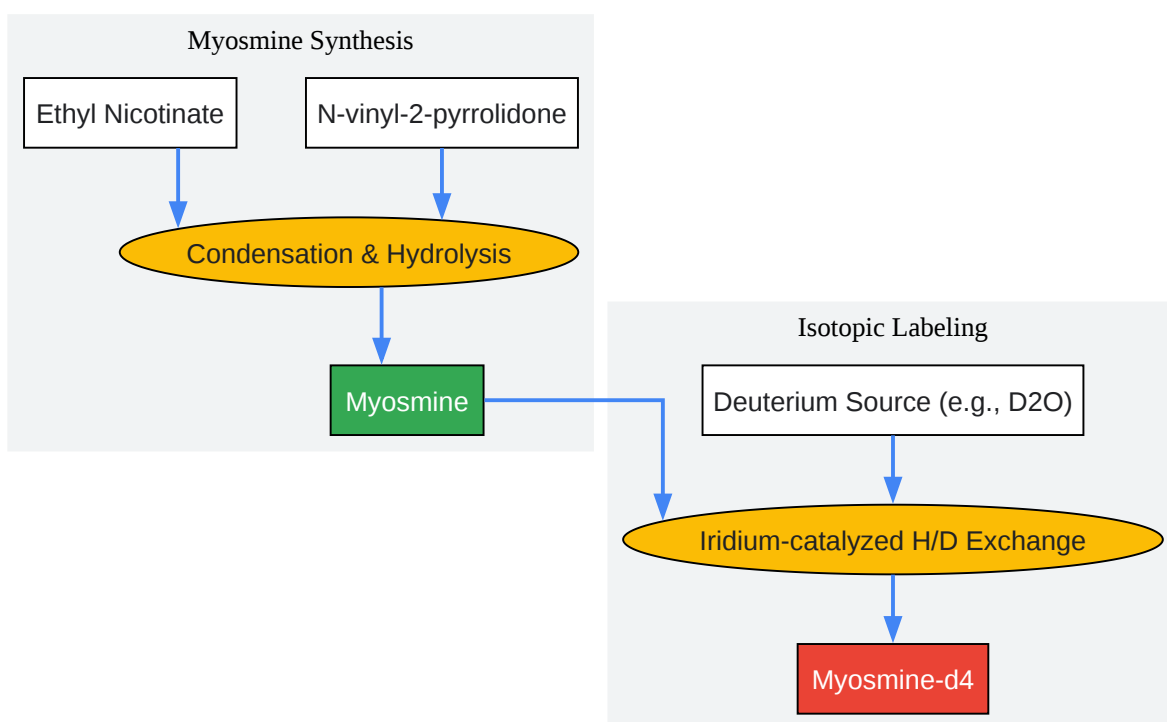 Myosmine Synthesis
Ethyl Nicotinate
N-vinyl-2-pyrrolidone
Condensation & Hydrolysis
Myosmine
Isotopic Labeling
Deuterium Source (e.g., D2O)
Iridium-catalyzed H/D Exchange
Myosmine-d4